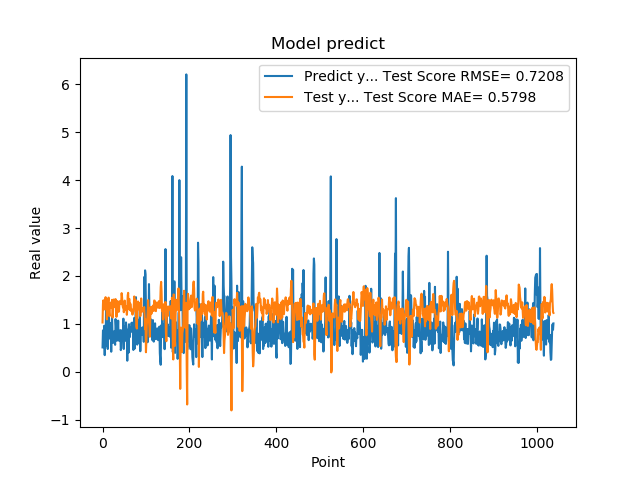 Model predict
Predict y... Test Score RMSE= 0.7208
Test y... Test Score MAE= 0.5798
Real value
6
5
4
3
2
1
0
−1
0 200 400 600 800 1000
Point